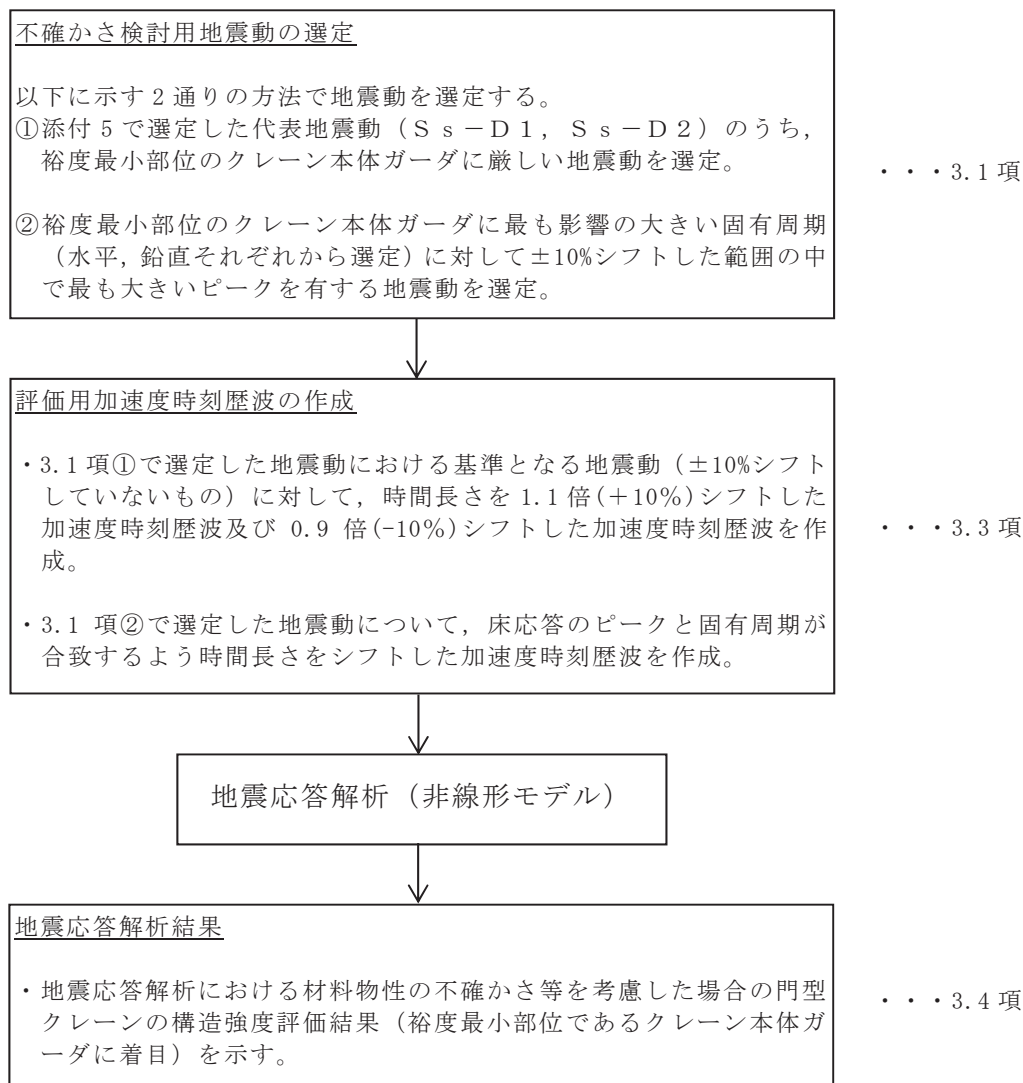 不確かさ検討用地震動の選定
以下に示す2通りの方法で地震動を選定する。
①添付5で選定した代表地震動（Ｓｓ－Ｄ１，Ｓｓ－Ｄ２）のうち，
裕度最小部位のクレーン本体ガーダに厳しい地震動を選定。
・・・3.1項
②裕度最小部位のクレーン本体ガーダに最も影響の大きい固有周期
（水平，鉛直それぞれから選定）に対して±10%シフトした範囲の中
で最も大きいピークを有する地震動を選定。
評価用加速度時刻歴波の作成
・3.1項①で選定した地震動における基準となる地震動（±10%シフト
していないもの）に対して，時間長さを1.1倍(＋10％)シフトした
加速度時刻歴波及び 0.9 倍(-10％)シフトした加速度時刻歴波を作
成。
・・・3.3項
・3.1 項②で選定した地震動について，床応答のピークと固有周期が
合致するよう時間長さをシフトした加速度時刻歴波を作成。
地震応答解析（非線形モデル）
地震応答解析結果
・地震応答解析における材料物性の不確かさ等を考慮した場合の門型
クレーンの構造強度評価結果（裕度最小部位であるクレーン本体ガ
ーダに着目）を示す。
・・・3.4項